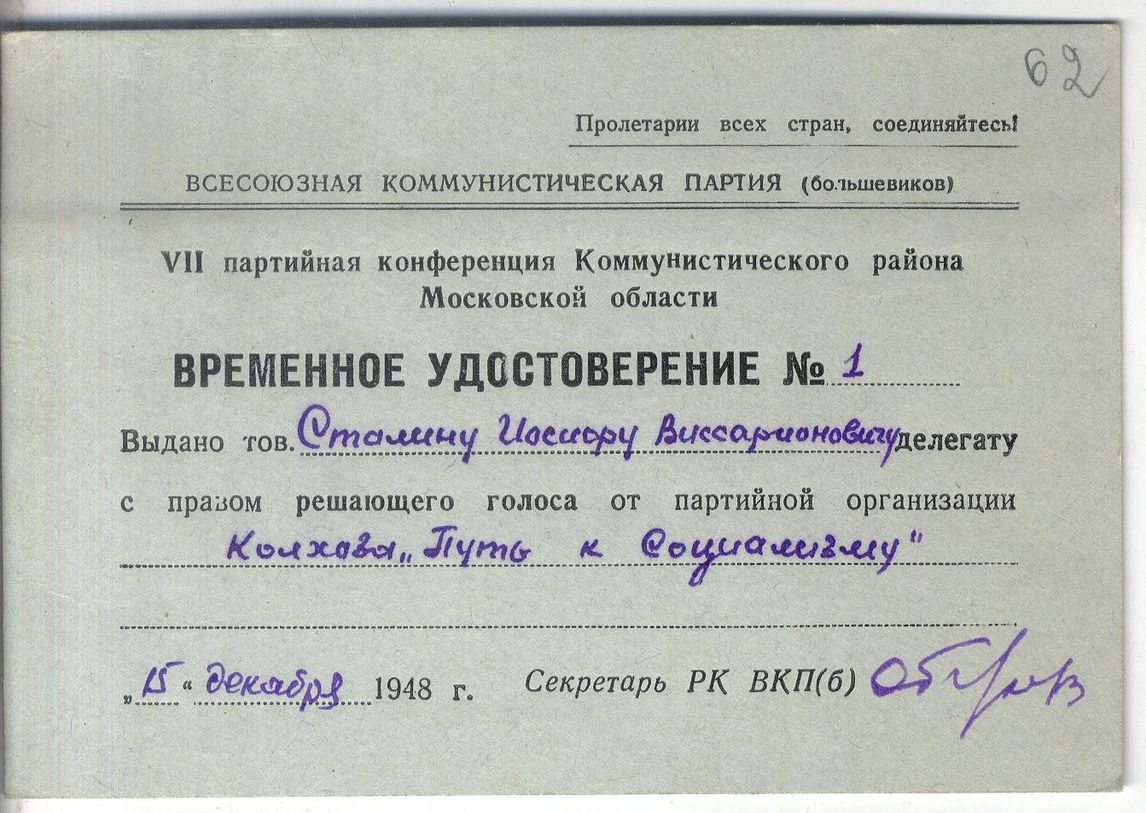 62
Пролетарии всех стран, соединяйтесь!
ВСЕСОЮЗНАЯ КОММУНИСТИЧЕСКАЯ ПАРТИЯ (большевиков)
VII партийная конференция Коммунистического района
Московской области
ВРЕМЕННОЕ УДОСТОВЕРЕНИЕ № 1
Выдано тов. Сталину Иосифу Виссарионовичу делегату
с правом решающего голоса от партийной организации
Колхоза „Путь к Социализму"
„15“ декабря 1948 г. Секретарь РК ВКП(б)